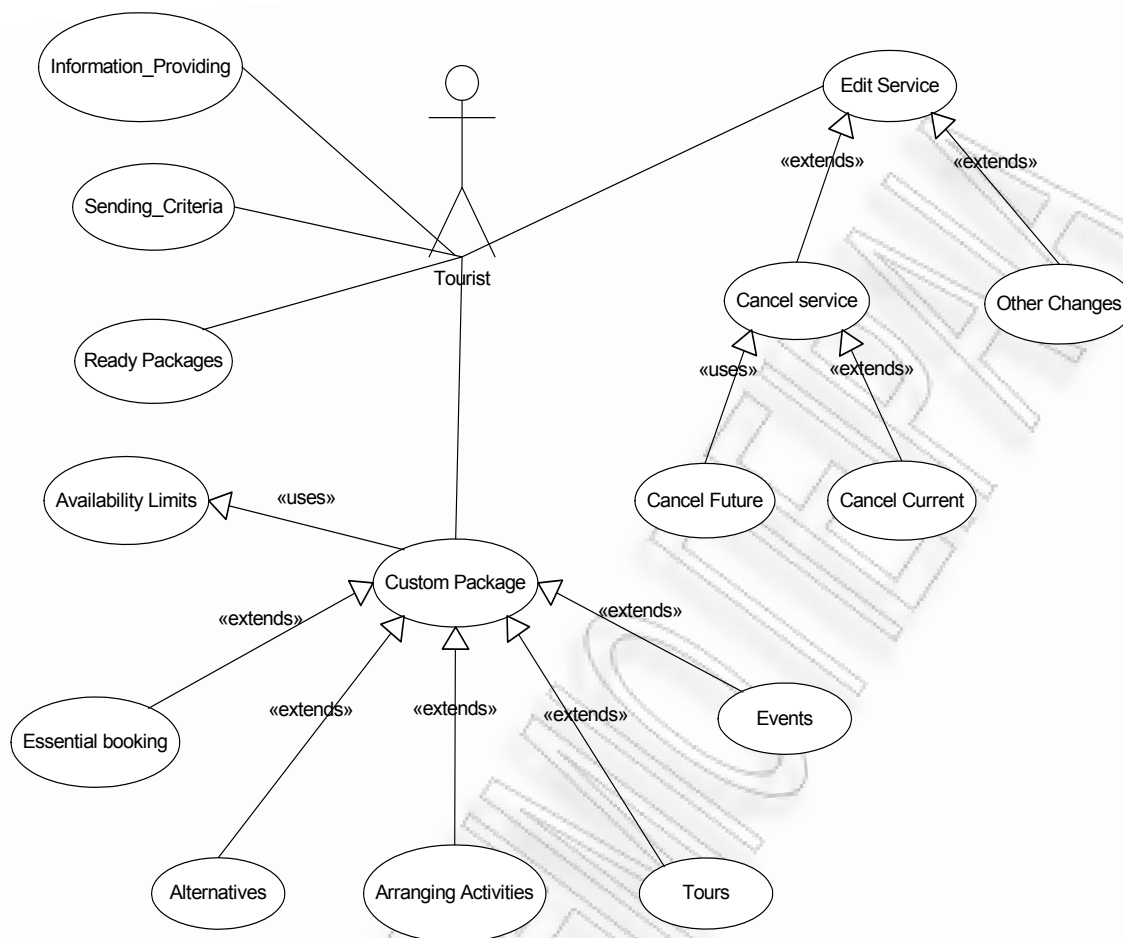 Information_Providing
Edit Service
«extends»
«extends»
Sending_Criteria
Tourist
Cancel service
Other Changes
Ready Packages
«uses»
«extends»
Availability Limits
«uses»
Cancel Future
Cancel Current
Custom Package
«extends»
«extends»
«extends»
«extends»
«extends»
Essential booking
Events
Alternatives
Arranging Activities
Tours